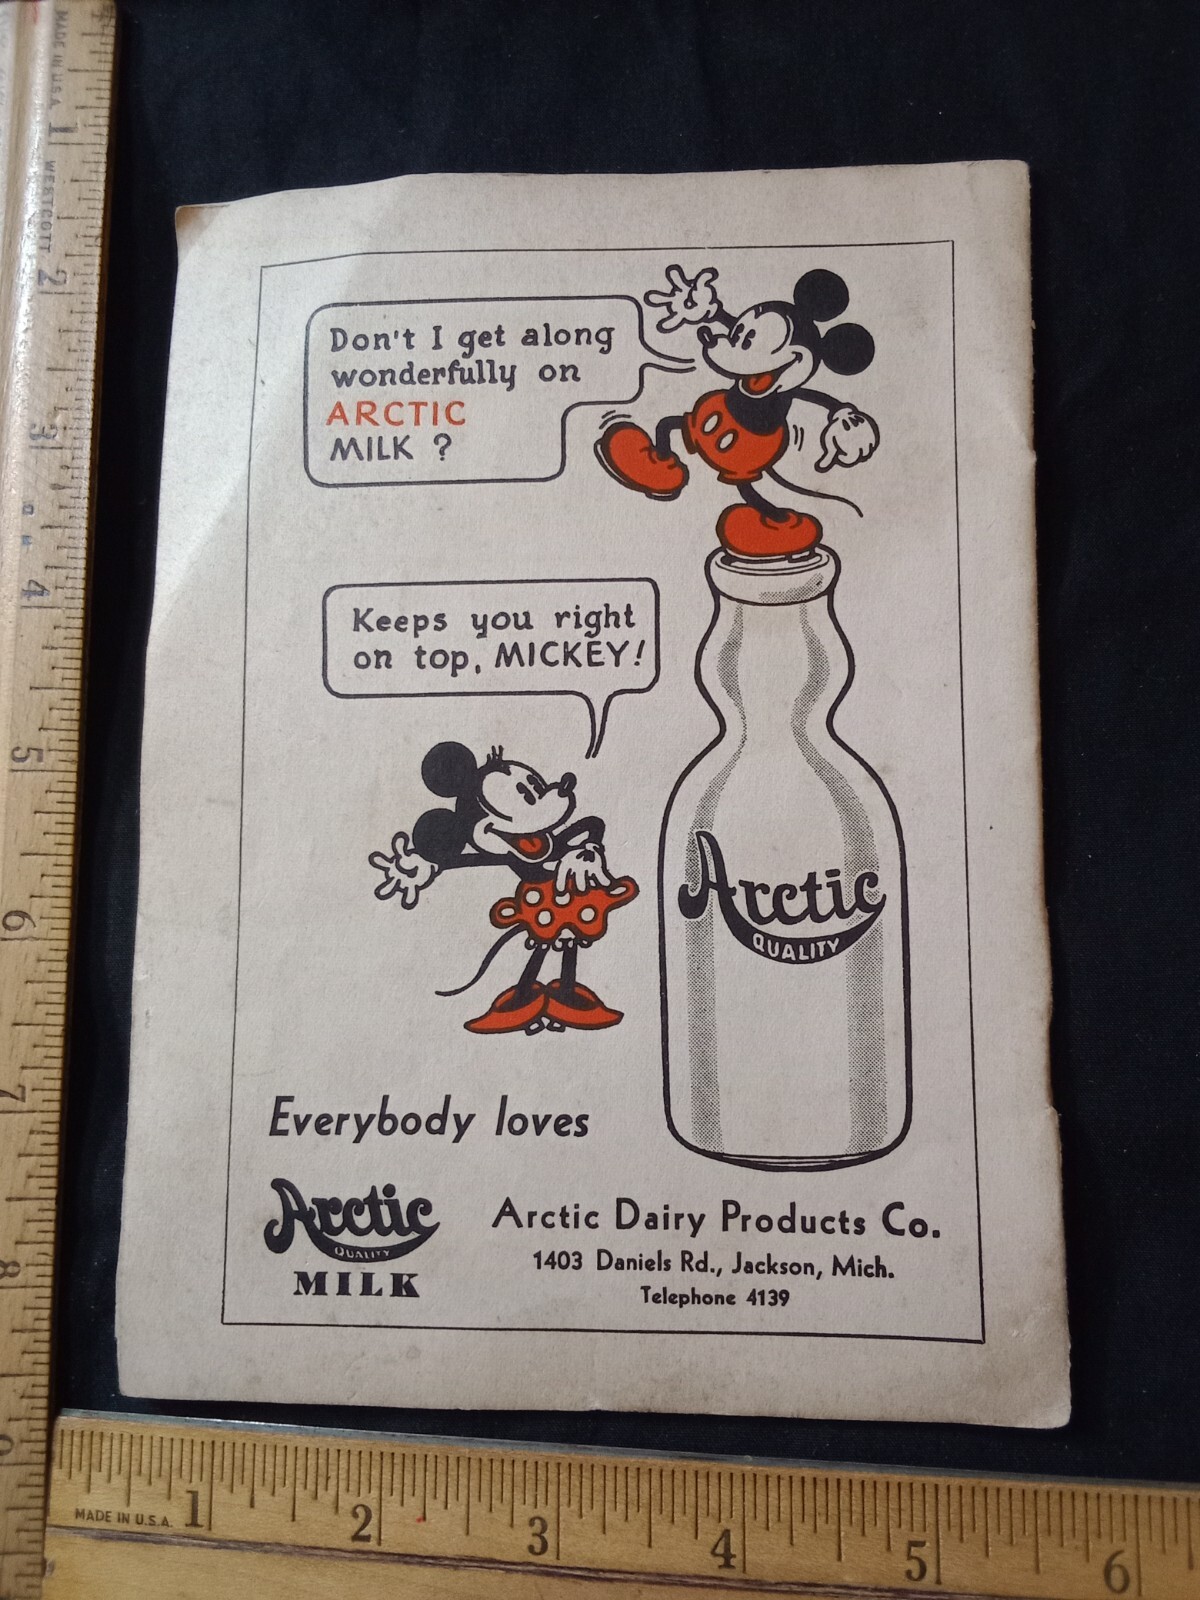 Don't I get along
wonderfully on
ARCTIC
MILK ?
Keeps you right
on top, MICKEY!
Arctic
QUALITY
Everybody loves
Arctic
QUALITY
MILK
Arctic Dairy Products Co.
1403 Daniels Rd., Jackson, Mich.
Telephone 4139
MADE IN U.S.A.
WESTCOTT
1
2
3
4
5
6
7
8
MADE IN U.S.A.
1
2
3
4
5
6